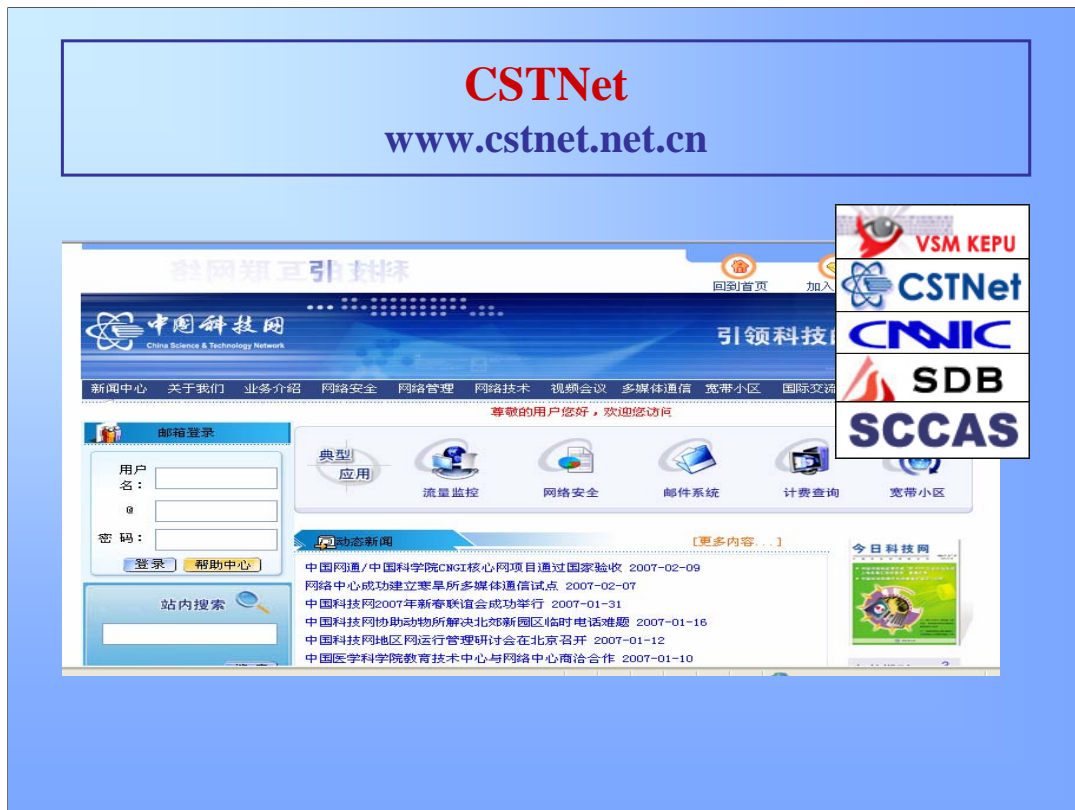 CSTNet
www.cstnet.net.cn
VSM KEPU
CSTNet
CNNIC
SDB
SCCAS
引
回到首页 加入
中国科技网
China Science & Technology Network
引领科技
新闻中心 关于我们 业务介绍 网络安全 网络管理 网络技术 视频会议 多媒体通信 宽带小区 国际交流
尊敬的用户您好，欢迎您访问
邮箱登录
用户名：
@
密 码：
登录 帮助中心
站内搜索
典型应用
流量监控 网络安全 邮件系统 计费查询 宽带小区
动态新闻 [更多内容...]
中国网通/中国科学院CNGI核心网项目通过国家验收 2007-02-09
网络中心成功建立寒旱所多媒体通信试点 2007-02-07
中国科技网2007年新春联谊会成功举行 2007-01-31
中国科技网协助动物所解决北郊新园区临时电话难题 2007-01-16
中国科技网地区网运行管理研讨会在北京召开 2007-01-12
中国医学科学院教育技术中心与网络中心商洽合作 2007-01-10
今日科技网